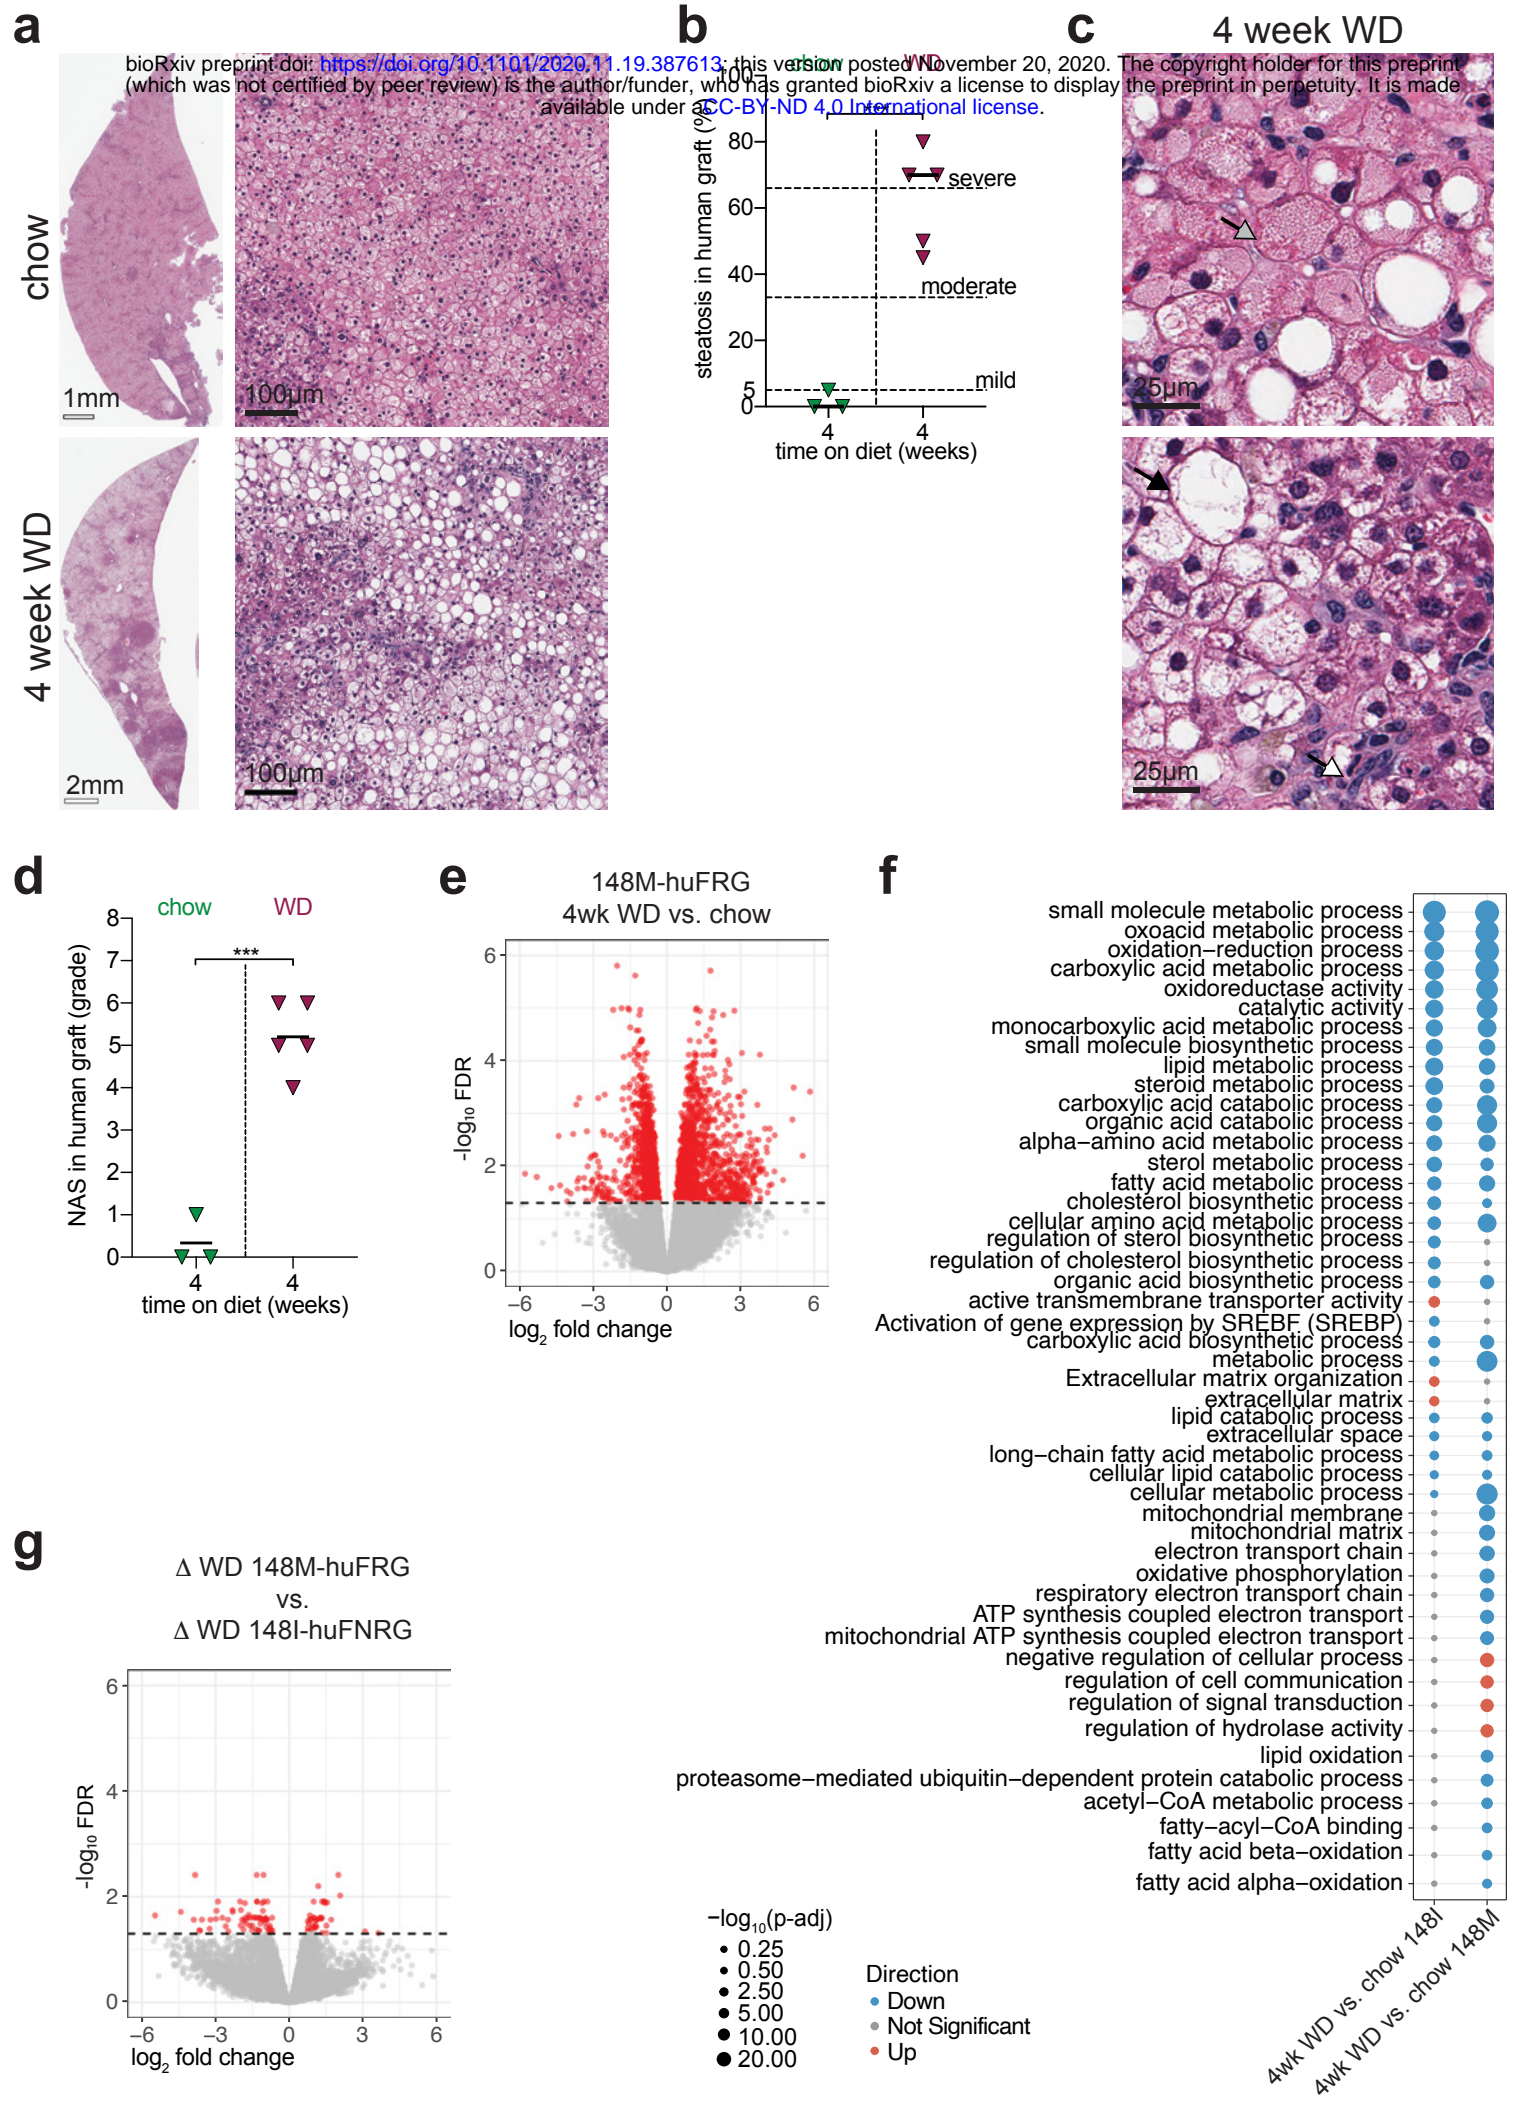 a
b
c
4 week WD
bioRxiv preprint doi: https://doi.org/10.1101/2020.11.19.387613; this version posted November 20, 2020. The copyright holder for this preprint
(which was not certified by peer review) is the author/funder, who has granted bioRxiv a license to display the preprint in perpetuity. It is made
available under aCC-BY-ND 4.0 International license.
chow
1mm
100µm
4 week WD
2mm
100µm
chow
WD
steatosis in human graft (%)
100
80
60
40
20
5
0
severe
moderate
mild
4
4
time on diet (weeks)
25µm
25µm
d
chow
WD
***
NAS in human graft (grade)
8
7
6
5
4
3
2
1
0
4
4
time on diet (weeks)
e
148M-huFRG
4wk WD vs. chow
-log10 FDR
6
4
2
0
−6
−3
0
3
6
log2 fold change
f
small molecule metabolic process
oxoacid metabolic process
oxidation−reduction process
carboxylic acid metabolic process
oxidoreductase activity
catalytic activity
monocarboxylic acid metabolic process
small molecule biosynthetic process
lipid metabolic process
steroid metabolic process
carboxylic acid catabolic process
organic acid catabolic process
alpha−amino acid metabolic process
sterol metabolic process
fatty acid metabolic process
cholesterol biosynthetic process
cellular amino acid metabolic process
regulation of sterol biosynthetic process
regulation of cholesterol biosynthetic process
organic acid biosynthetic process
active transmembrane transporter activity
Activation of gene expression by SREBF (SREBP)
carboxylic acid biosynthetic process
metabolic process
Extracellular matrix organization
extracellular matrix
lipid catabolic process
extracellular space
long−chain fatty acid metabolic process
cellular lipid catabolic process
cellular metabolic process
mitochondrial membrane
mitochondrial matrix
electron transport chain
oxidative phosphorylation
respiratory electron transport chain
ATP synthesis coupled electron transport
mitochondrial ATP synthesis coupled electron transport
negative regulation of cellular process
regulation of cell communication
regulation of signal transduction
regulation of hydrolase activity
lipid oxidation
proteasome−mediated ubiquitin−dependent protein catabolic process
acetyl−CoA metabolic process
fatty−acyl−CoA binding
fatty acid beta−oxidation
fatty acid alpha−oxidation
4wk WD vs. chow 148I
4wk WD vs. chow 148M
−log10(p-adj)
0.25
0.50
2.50
5.00
10.00
20.00
Direction
Down
Not Significant
Up
g
Δ WD 148M-huFRG
vs.
Δ WD 148I-huFNRG
-log10 FDR
6
4
2
0
−6
−3
0
3
6
log2 fold change